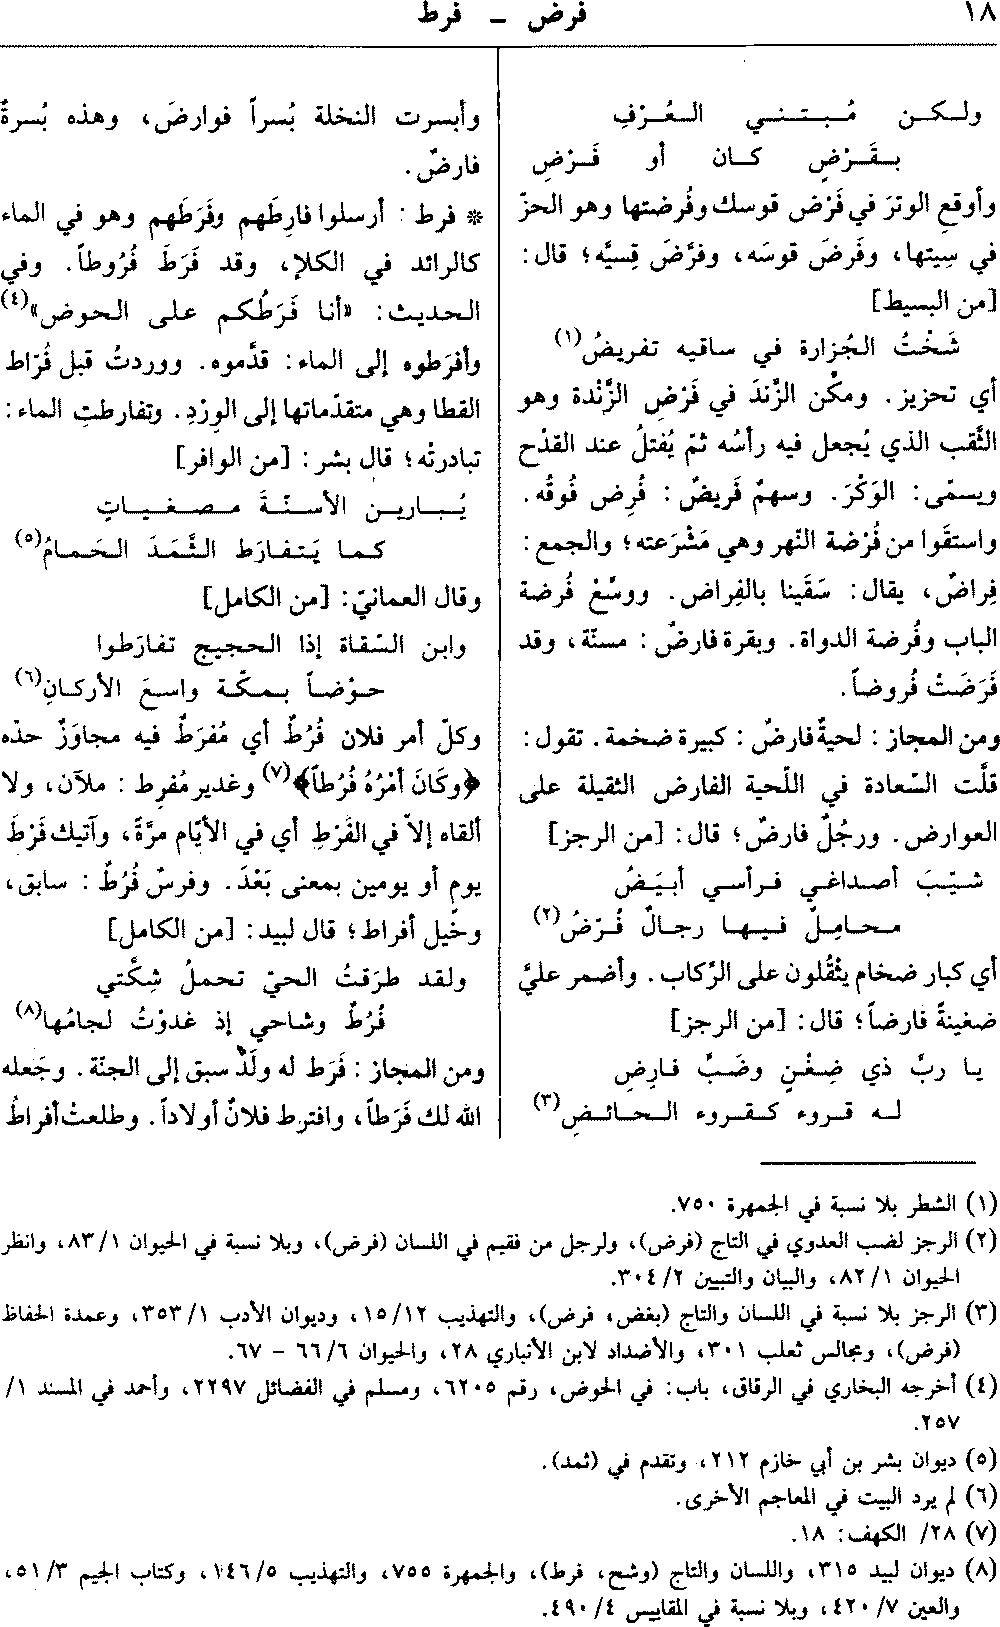 ١٨
فرض - فرط
ولكن مُبتني العُرْفِ
بقَرْضٍ كان أو فَرْضِ
وأوقع الوترَ في فَرْض قوسك وفُرضتها وهو الحزّ
في سِيتها، وفَرضَ قوسَه، وفرَّضَ قِسيَّه؛ قال:
[من البسيط]
شَخْتُ الجُزارة في ساقيه تفريضُ(١)
أي تحزيز. ومكَّن الزَّندَ في فَرْضِ الزَّنْدة وهو
الثَّقب الذي يُجعل فيه رأسُه ثمّ يُفتلُ عند القدْح
ويسمّى: الوَكْرَ. وسهمٌ فَريضٌ: فُرِض فُوقُه.
واستقَوا من فُرْضة النّهر وهي مَشْرَعته؛ والجمع:
فِراضٌ، يقال: سَقَينا بالفِراض. ووسِّعْ فُرضة
الباب وفُرضة الدواة. وبقرة فارضٌ: مسنّة، وقد
فَرَضَتْ فُروضاً.
ومن المجاز: لحيةٌ فارضٌ: كبيرة ضخمة. تقول:
قلَّت السّعادة في اللّحية الفارض الثقيلة على
العوارض. ورجُلٌ فارضٌ؛ قال: [من الرجز]
شيّبَ أصداغي فرأسي أبيَضُ
محامِلٌ فيها رجالٌ فُرّضُ(٢)
أي كبار ضخام يثْقُلون على الرِّكاب. وأضمر عليَّ
ضغينةً فارضاً؛ قال: [من الرجز]
يا ربَّ ذي ضِغْنٍ وضَبٍّ فارِضِ
له قروء كقروء الحائضِ(٣)
وأبسرت النخلة بُسراً فوارضَ، وهذه بُسرةٌ
فارضٌ.
* فرط: أرسلوا فارِطَهم وفَرَطَهم وهو في الماء
كالرائد في الكلإ، وقد فَرَطَ فُرُوطاً. وفي
الحديث: «أنا فَرَطُكم على الحوض»(٤)
وأفرَطوه إلى الماء: قدَّموه. ووردتُ قبل فُرّاط
القطا وهي متقدّماتها إلى الوِرْدِ. وتفارطتِ الماء:
تبادرتْه؛ قال بشر: [من الوافر]
يُبارين الأسنّةَ مصغياتٍ
كما يَتفارَط الثَّمَدَ الحَمامُ(٥)
وقال العمانيّ: [من الكامل]
وابن السّقاة إذا الحجيج تفارَطوا
حوْضاً بمكّة واسعَ الأركانِ(٦)
وكلّ أمر فلان فُرُطٌ أي مُفرَطٌ فيه مجاوَزٌ حدّه
﴿وكَانَ أمْرُهُ فُرُطاً﴾(٧) وغدير مُفرط: ملآن، ولا
ألقاه إلاّ في الفَرْطِ أي في الأيّام مرَّةً، وآتيك فَرْطَ
يومٍ أو يومين بمعنى بَعْدَ. وفرسٌ فُرُطٌ: سابق،
وخَيل أفراط؛ قال لبيد: [من الكامل]
ولقد طرَقتُ الحيّ تحملُ شِكَّتي
فُرُطٌ وشاحي إذ غدوْتُ لجامُها(٨)
ومن المجاز: فَرَط له ولَدٌ سبق إلى الجنّة. وجَعله
الله لك فَرَطاً، وافترط فلانٌ أولاداً. وطلعتْ أفراطُ
(١) الشطر بلا نسبة في الجمهرة ٧٥٠.
(٢) الرجز لضب العدوي في التاج (فرض)، ولرجل من فقيم في اللسان (فرض)، وبلا نسبة في الحيوان ٨٣/١، وانظر
الحيوان ٨٢/١، والبيان والتبيين ٣٠٤/٢.
(٣) الرجز بلا نسبة في اللسان والتاج (بغض، فرض)، والتهذيب ١٥/١٢، وديوان الأدب ٣٥٣/١، وعمدة الحفاظ
(فرض)، ومجالس ثعلب ٣٠١، والأضداد لابن الأنباري ٢٨، والحيوان ٦٦/٦ - ٦٧.
(٤) أخرجه البخاري في الرقاق، باب: في الحوض، رقم ٦٢٠٥، ومسلم في الفضائل ٢٢٩٧، وأحمد في المسند ١/
٢٥٧.
(٥) ديوان بشر بن أبي خازم ٢١٢، وتقدم في (ثمد).
(٦) لم يرد البيت في المعاجم الأخرى.
(٧) ٢٨/ الكهف: ١٨.
(٨) ديوان لبيد ٣١٥، واللسان والتاج (وشح، فرط)، والجمهرة ٧٥٥، والتهذيب ١٤٦/٥، وكتاب الجيم ٥١/٣،
والعين ٤٢٠/٧، وبلا نسبة في المقاييس ٤٩٠/٤.